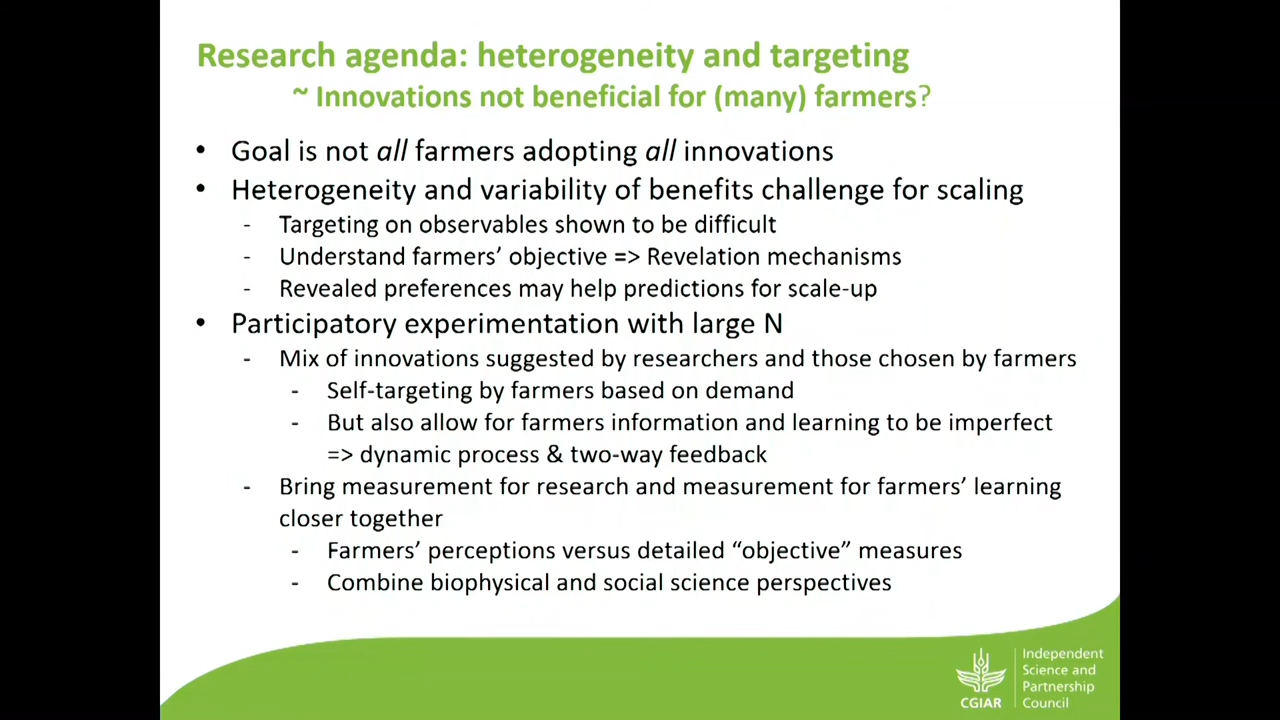 Research agenda: heterogeneity and targeting
~ Innovations not beneficial for (many) farmers?
• Goal is not all farmers adopting all innovations
• Heterogeneity and variability of benefits challenge for scaling
- Targeting on observables shown to be difficult
- Understand farmers' objective => Revelation mechanisms
- Revealed preferences may help predictions for scale-up
• Participatory experimentation with large N
- Mix of innovations suggested by researchers and those chosen by farmers
- Self-targeting by farmers based on demand
- But also allow for farmers information and learning to be imperfect
=> dynamic process & two-way feedback
- Bring measurement for research and measurement for farmers' learning
closer together
- Farmers' perceptions versus detailed “objective” measures
- Combine biophysical and social science perspectives
CGIAR
Independent
Science and
Partnership
Council